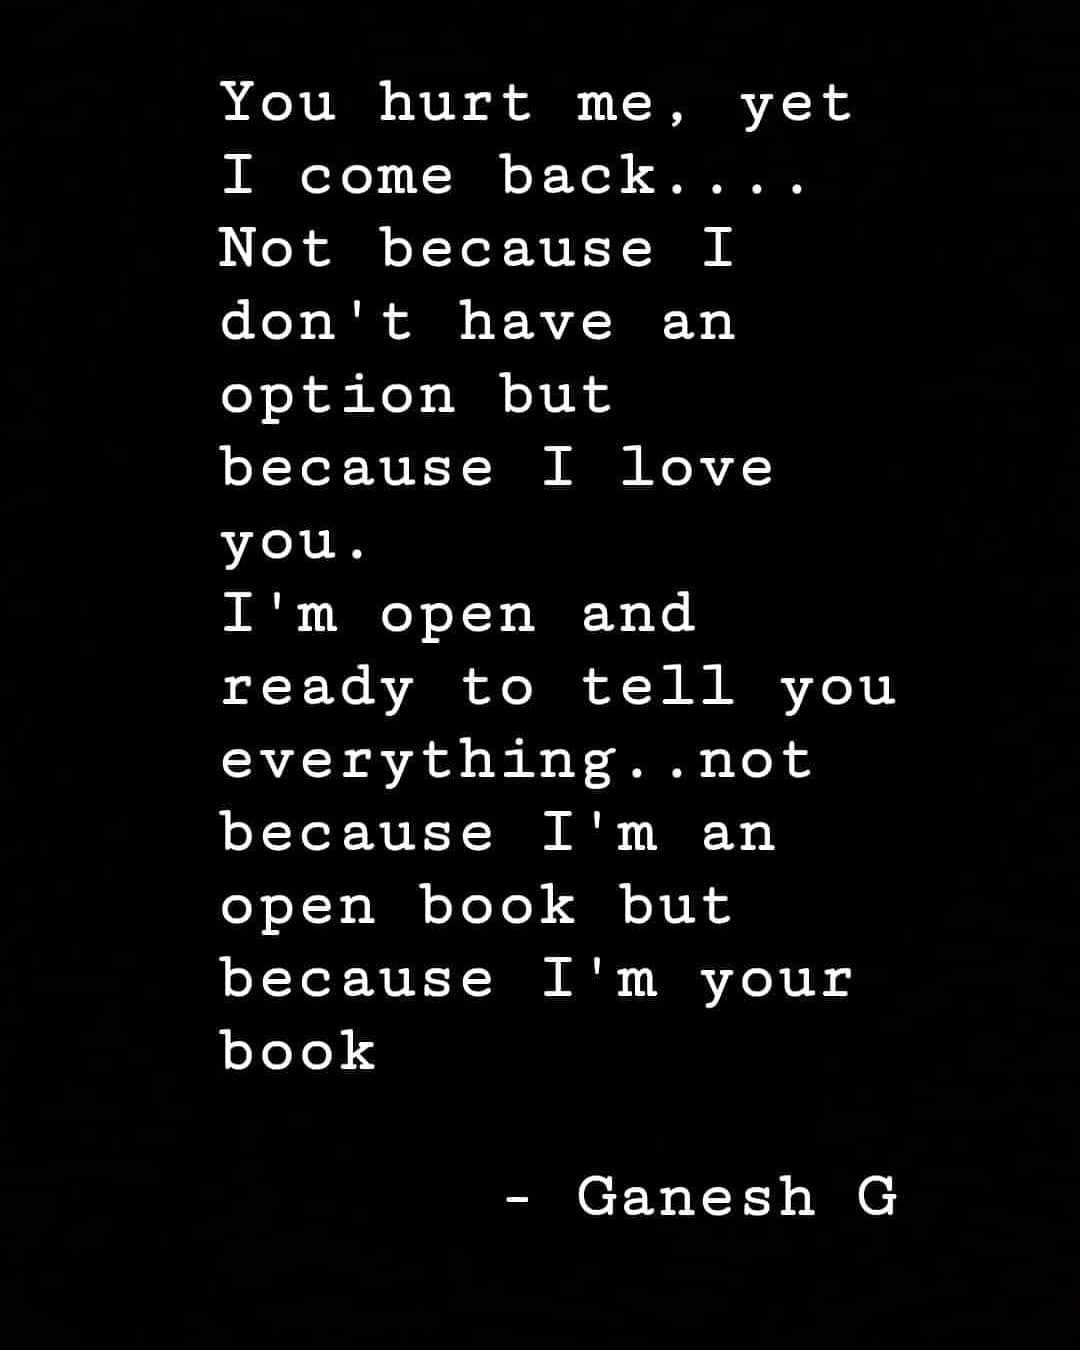 You hurt me, yet
I come back....
Not because I
don't have an
option but
because I love
you.
I'm open and
ready to tell you
everything..not
because I'm an
open book but
because I'm your
book
- Ganesh G